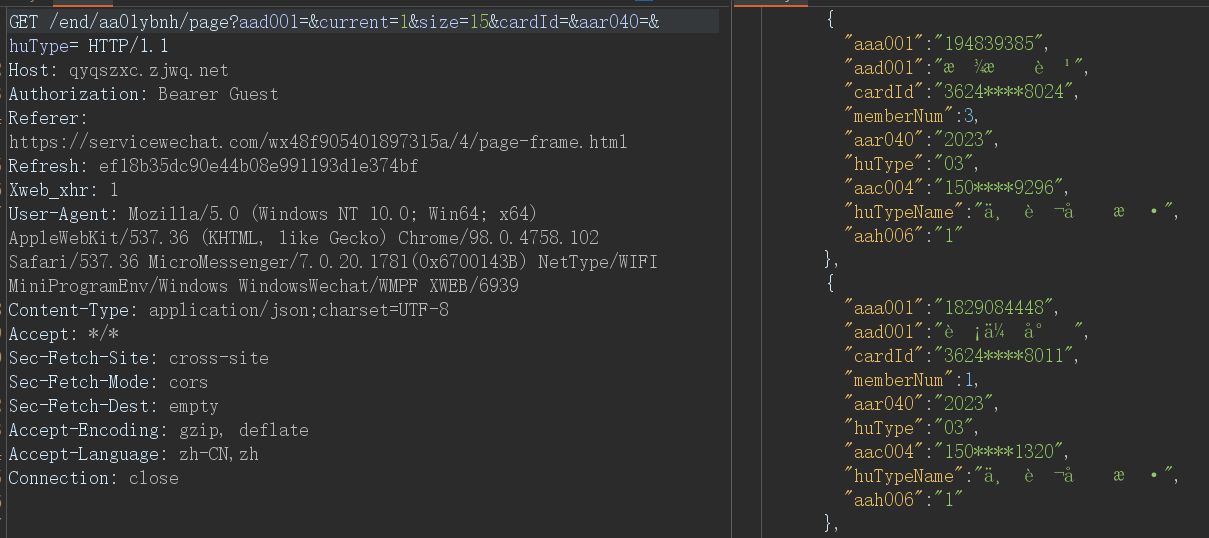 GET /end/aa01ybnh/page?aad001=&current=1&size=15&cardId=&aar040=&
huType= HTTP/1.1
Host: qyqszxc.zjwq.net
Authorization: Bearer Guest
Referer:
https://servicewechat.com/wx48f905401897315a/4/page-frame.html
Refresh: ef18b35dc90e44b08e991193d1e374bf
Xweb_xhr: 1
User-Agent: Mozilla/5.0 (Windows NT 10.0; Win64; x64)
AppleWebKit/537.36 (KHTML, like Gecko) Chrome/98.0.4758.102
Safari/537.36 MicroMessenger/7.0.20.1781(0x6700143B) NetType/WIFI
MiniProgramEnv/Windows WindowsWechat/WMPF XWEB/6939
Content-Type: application/json;charset=UTF-8
Accept: */*
Sec-Fetch-Site: cross-site
Sec-Fetch-Mode: cors
Sec-Fetch-Dest: empty
Accept-Encoding: gzip, deflate
Accept-Language: zh-CN,zh
Connection: close
{
"aaa001":"194839385",
"aad001":"æ ¾æ è ¹",
"cardId":"3624****8024",
"memberNum":3,
"aar040":"2023",
"huType":"03",
"aac004":"150****9296",
"huTypeName":"ä¸ è ¬å æ •",
"aah006":"1"
},
{
"aaa001":"1829084448",
"aad001":"è ¡ä¼ å° ",
"cardId":"3624****8011",
"memberNum":1,
"aar040":"2023",
"huType":"03",
"aac004":"150****1320",
"huTypeName":"ä¸ è ¬å æ •",
"aah006":"1"
},